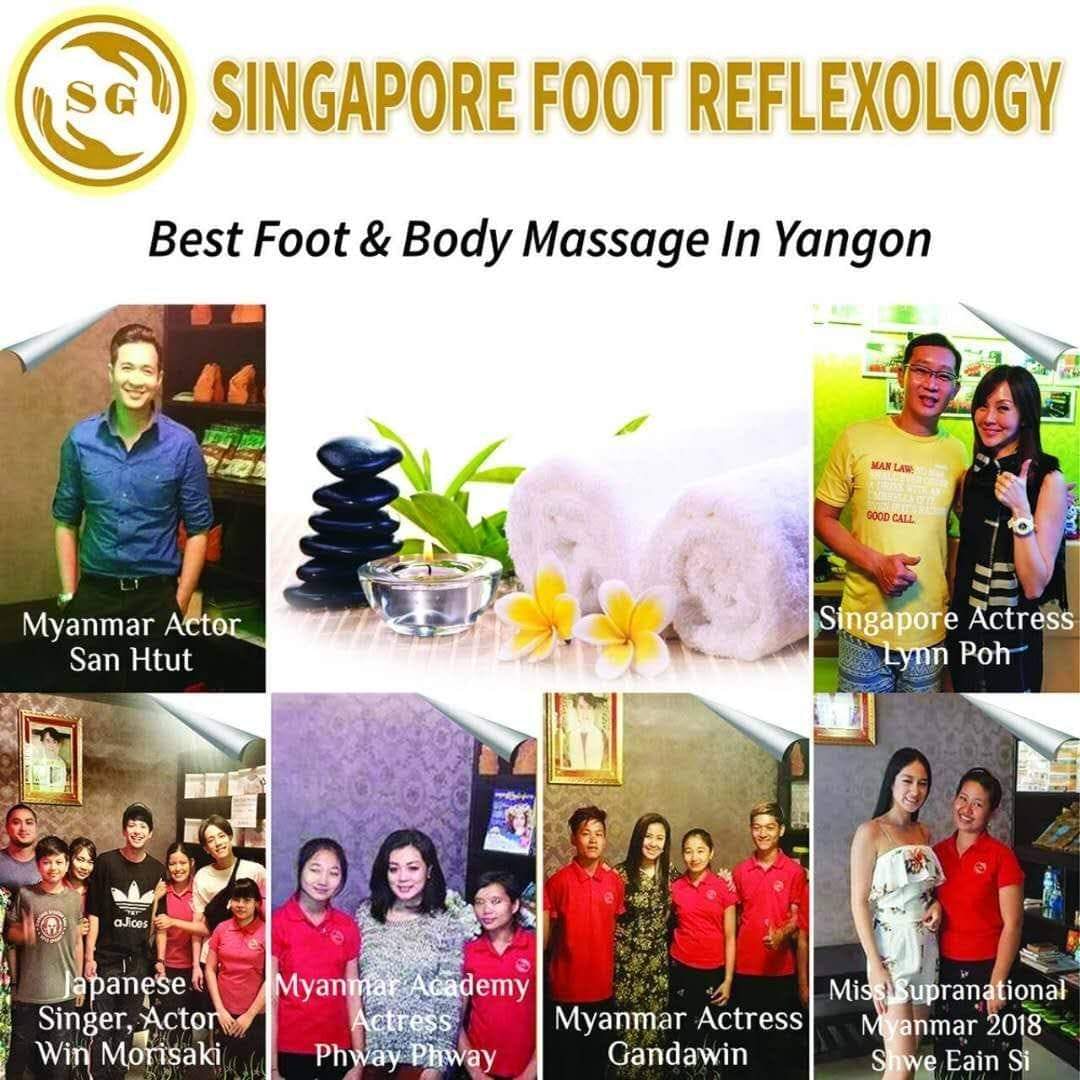 SG
SINGAPORE FOOT REFLEXOLOGY
Best Foot & Body Massage In Yangon
MAN LAW:
GOOD CALL.
Myanmar Actor
San Htut
Singapore Actress
Lynn Poh
ajices
Japanese
Singer, Actor
Win Morisaki
Myanmar Academy
Actress
Phway Phway
Myanmar Actress
Gandawin
Miss Supranational
Myanmar 2018
Shwe Eain Si